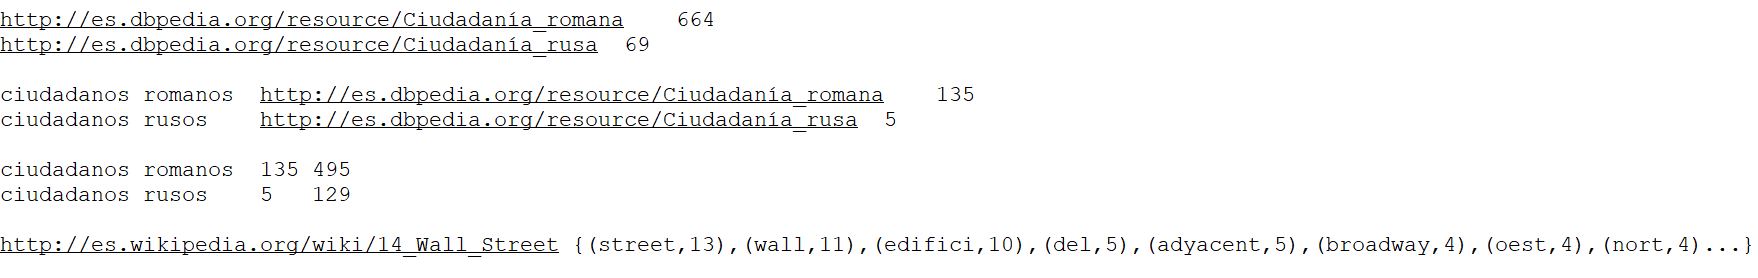 http://es.dbpedia.org/resource/Ciudadanía_romana 664
http://es.dbpedia.org/resource/Ciudadanía_rusa 69
ciudadanos romanos http://es.dbpedia.org/resource/Ciudadanía_romana 135
ciudadanos rusos http://es.dbpedia.org/resource/Ciudadanía_rusa 5
ciudadanos romanos 135 495
ciudadanos rusos 5 129
http://es.wikipedia.org/wiki/14_Wall_Street {(street,13),(wall,11),(edifici,10),(del,5),(adyacent,5),(broadway,4),(oest,4),(nort,4)...}